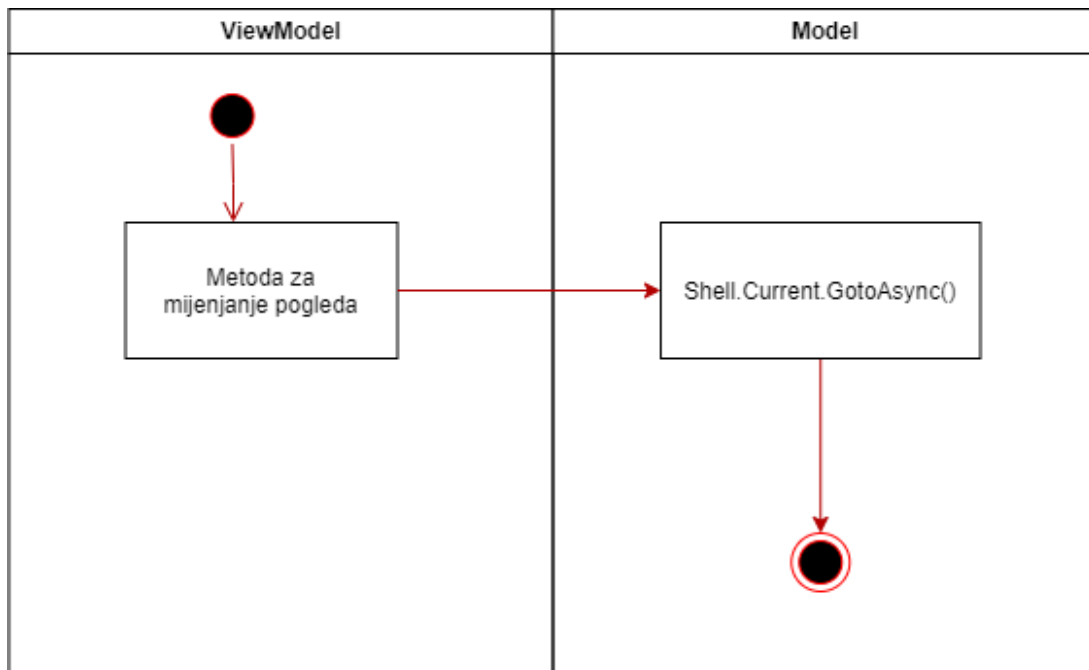 ViewModel
Model
Metoda za
mijenjanje pogleda
Shell.Current.GotoAsync()